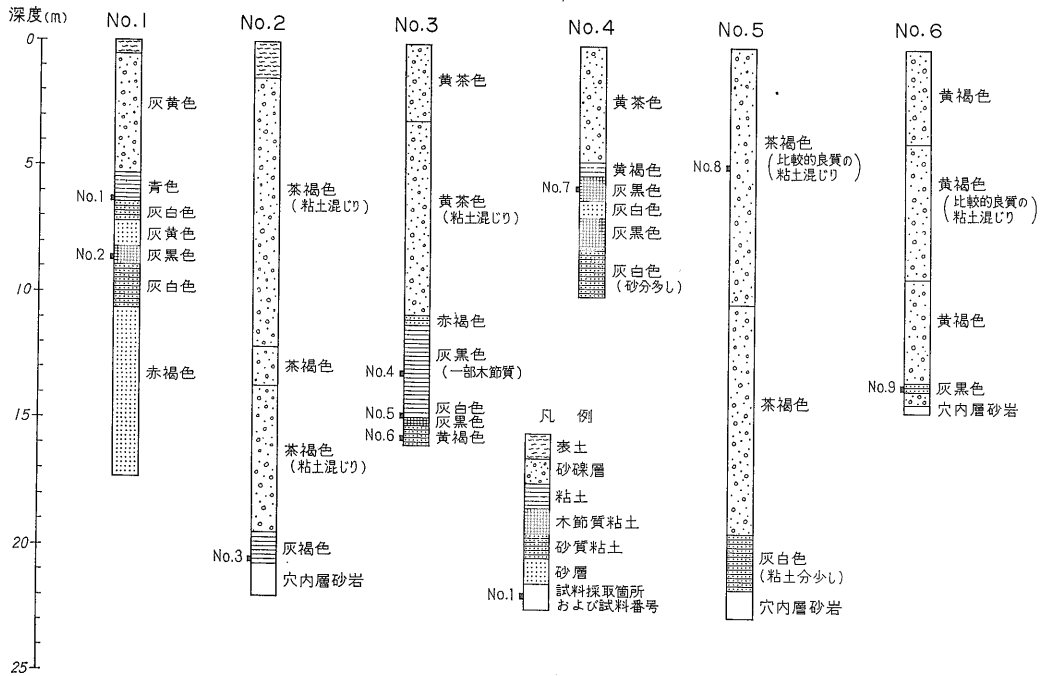 深度(m)
0
5
10
15
20
25
No.1
灰黄色
青色
No.1
灰白色
灰黄色
No.2
灰黒色
灰白色
赤褐色
No.2
茶褐色
(粘土混じり)
茶褐色
茶褐色
(粘土混じり)
No.3
灰褐色
穴内層砂岩
No.3
黄茶色
黄茶色
(粘土混じり)
赤褐色
灰黒色
No.4
(一部木節質)
No.5
灰白色
灰黒色
No.6
黄褐色
No.4
黄茶色
黄褐色
No.7
灰黒色
灰白色
灰黒色
灰白色
(砂分多し)
凡例
表土
砂礫層
粘土
木節質粘土
砂質粘土
砂層
No.1
試料採取箇所
および試料番号
No.5
茶褐色
No.8
(比較的良質の
粘土混じり)
茶褐色
灰白色
(粘土分少し)
穴内層砂岩
No.6
黄褐色
黄褐色
(比較的良質の
粘土混じり)
黄褐色
No.9
灰黒色
穴内層砂岩